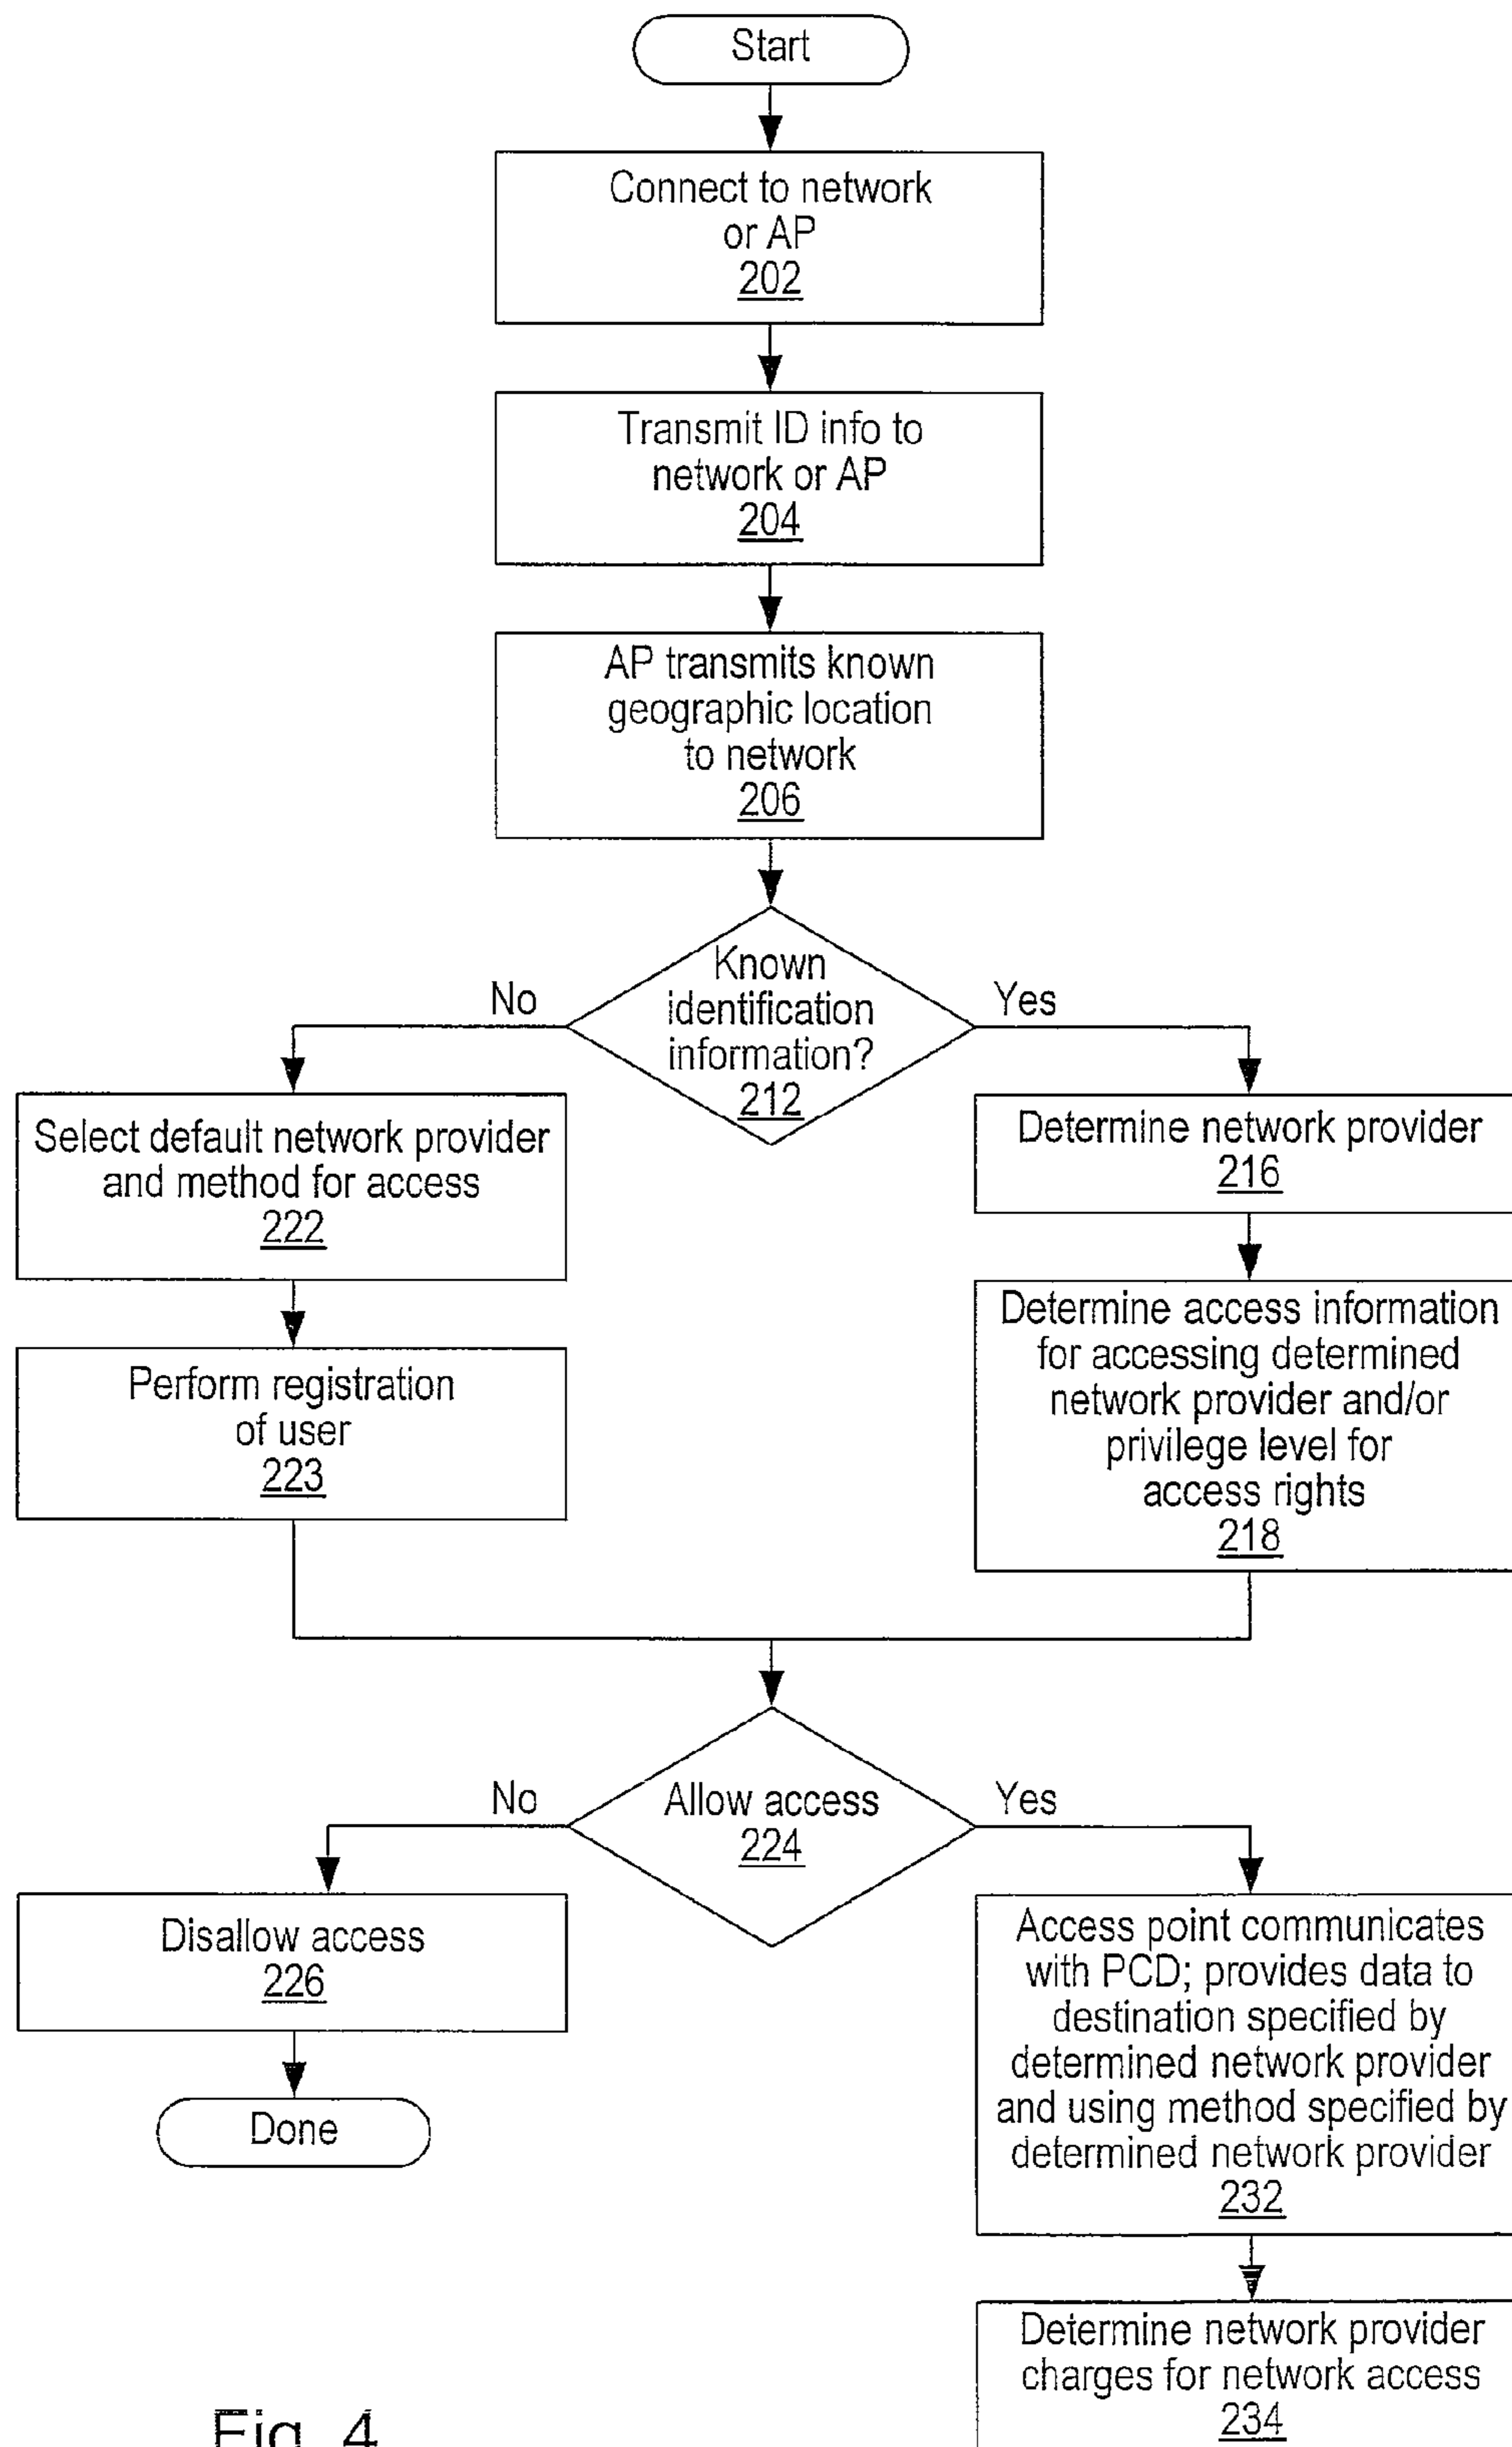 Start
Connect to network
or AP
202
Transmit ID info to
network or AP
204
AP transmits known
geographic location
to network
206
Known
identification
information?
212
No
Yes
Select default network provider
and method for access
222
Perform registration
of user
223
Determine network provider
216
Determine access information
for accessing determined
network provider and/or
privilege level for
access rights
218
Allow access
224
No
Yes
Disallow access
226
Done
Access point communicates
with PCD; provides data to
destination specified by
determined network provider
and using method specified by
determined network provider
232
Determine network provider
charges for network access
234
Fig. 4